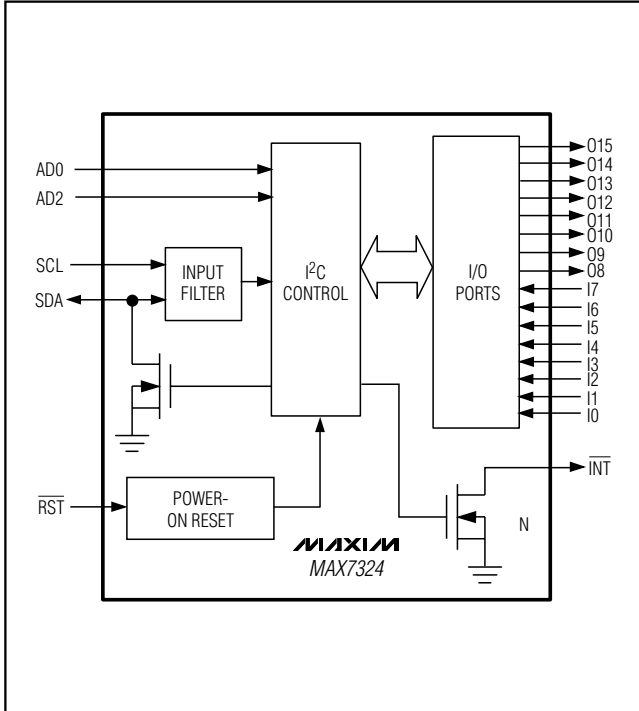 AD0
AD2
SCL
SDA
RST
INPUT
FILTER
POWER-
ON RESET
I²C
CONTROL
I/O
PORTS
O15
O14
O13
O12
O11
O10
O9
O8
I7
I6
I5
I4
I3
I2
I1
I0
INT
N
MAXIM
MAX7324